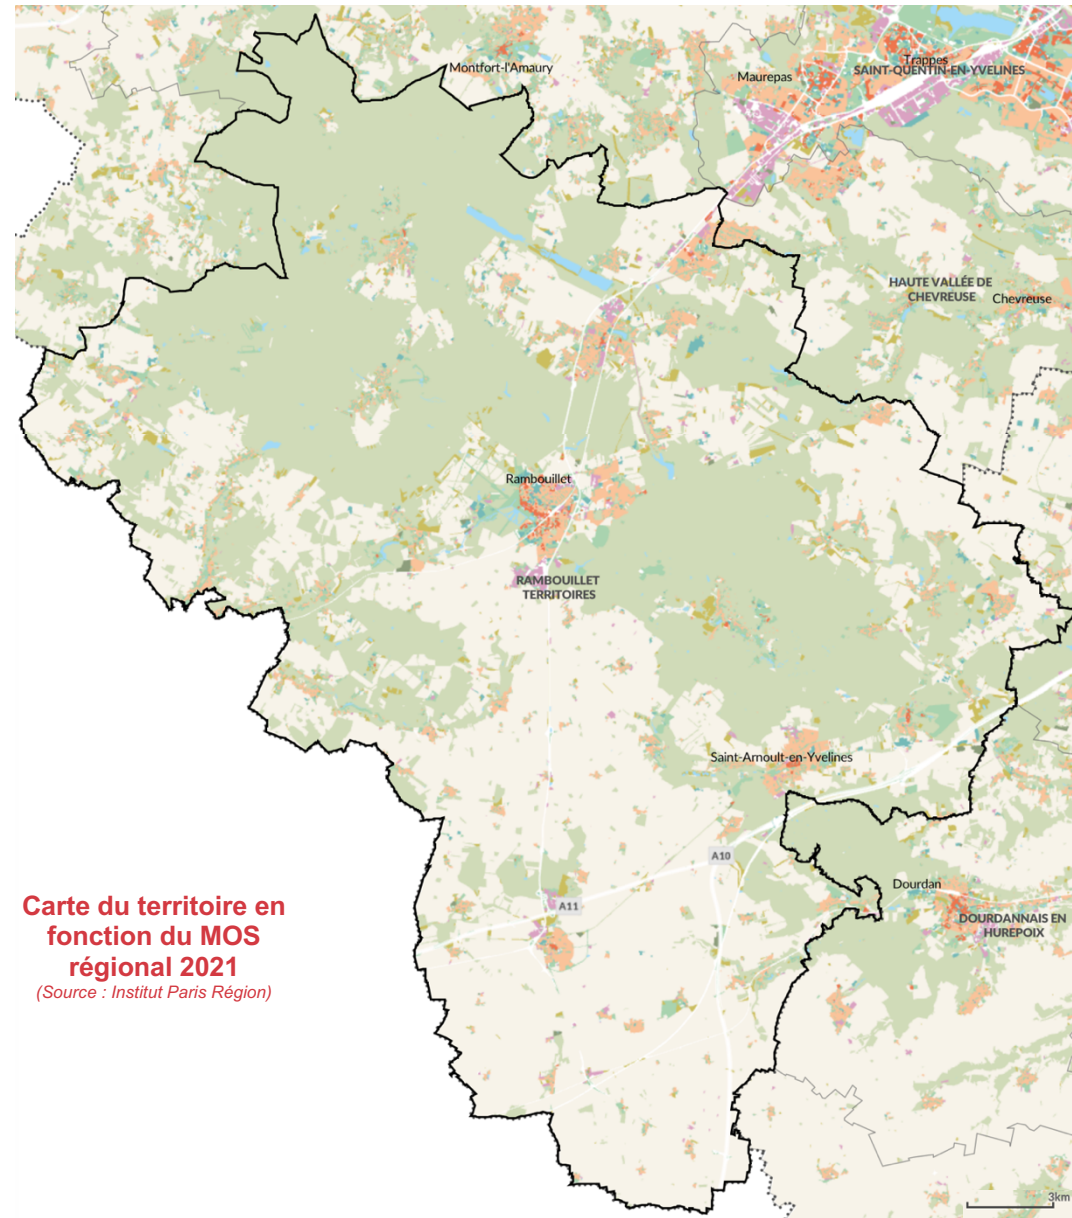 Montfort-l'Amaury
Maurepas
Trappes
SAINT-QUENTIN-EN-YVELINES
HAUTE VALLÉE DE
CHEVREUSE
Chevreuse
Rambouillet
RAMBOUILLET
TERRITOIRES
Saint-Arnoult-en-Yvelines
A10
Dourdan
A11
DOURDANNAIS EN
HUREPOIX
Carte du territoire en
fonction du MOS
régional 2021
(Source : Institut Paris Région)
3km